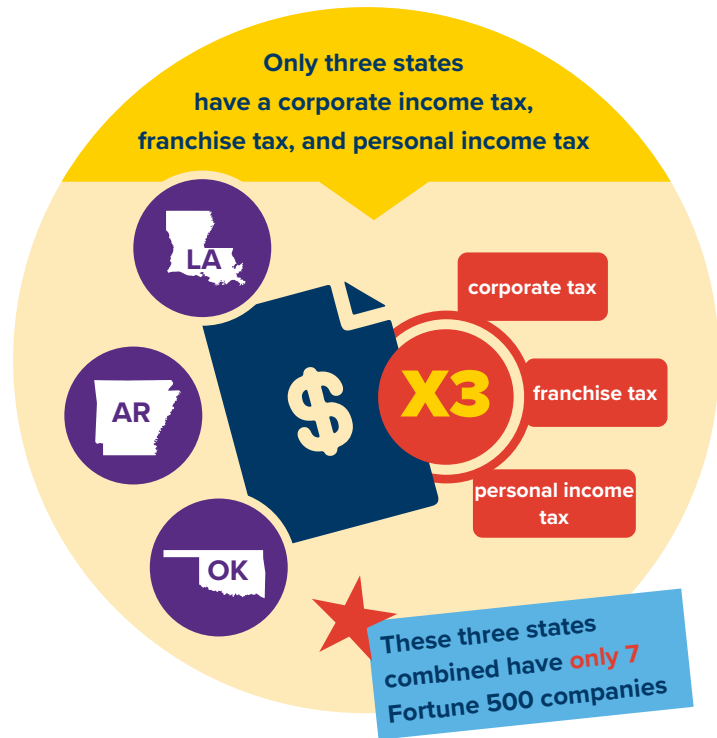 Only three states
have a corporate income tax,
franchise tax, and personal income tax
LA
AR
OK
$
X3
corporate tax
franchise tax
personal income
tax
These three states
combined have only 7
Fortune 500 companies